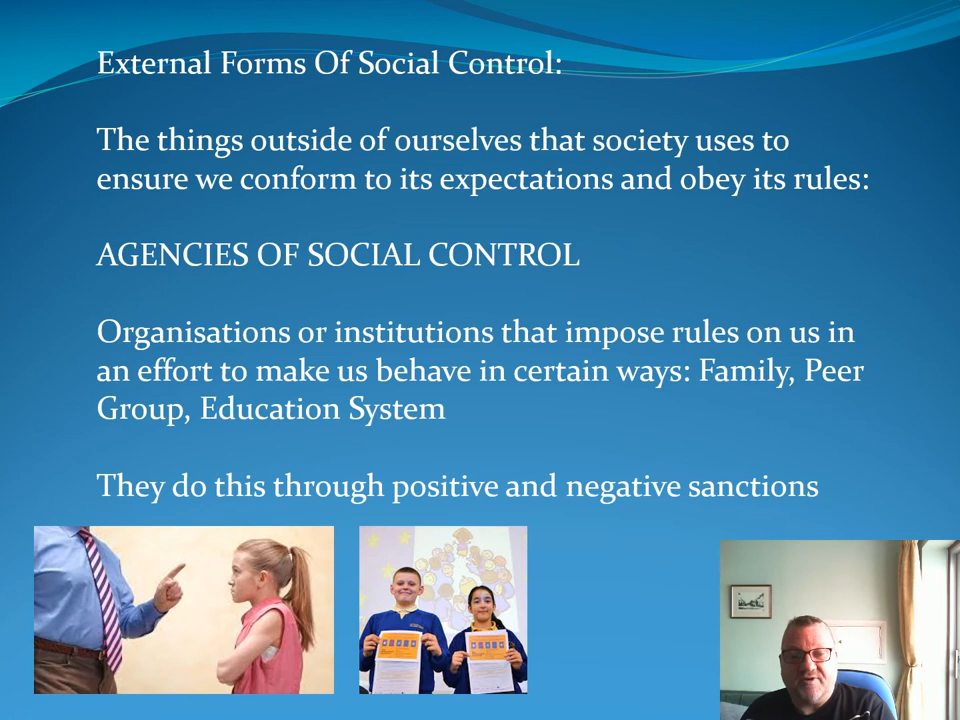 External Forms Of Social Control:
The things outside of ourselves that society uses to
ensure we conform to its expectations and obey its rules:
AGENCIES OF SOCIAL CONTROL
Organisations or institutions that impose rules on us in
an effort to make us behave in certain ways: Family, Peer
Group, Education System
They do this through positive and negative sanctions